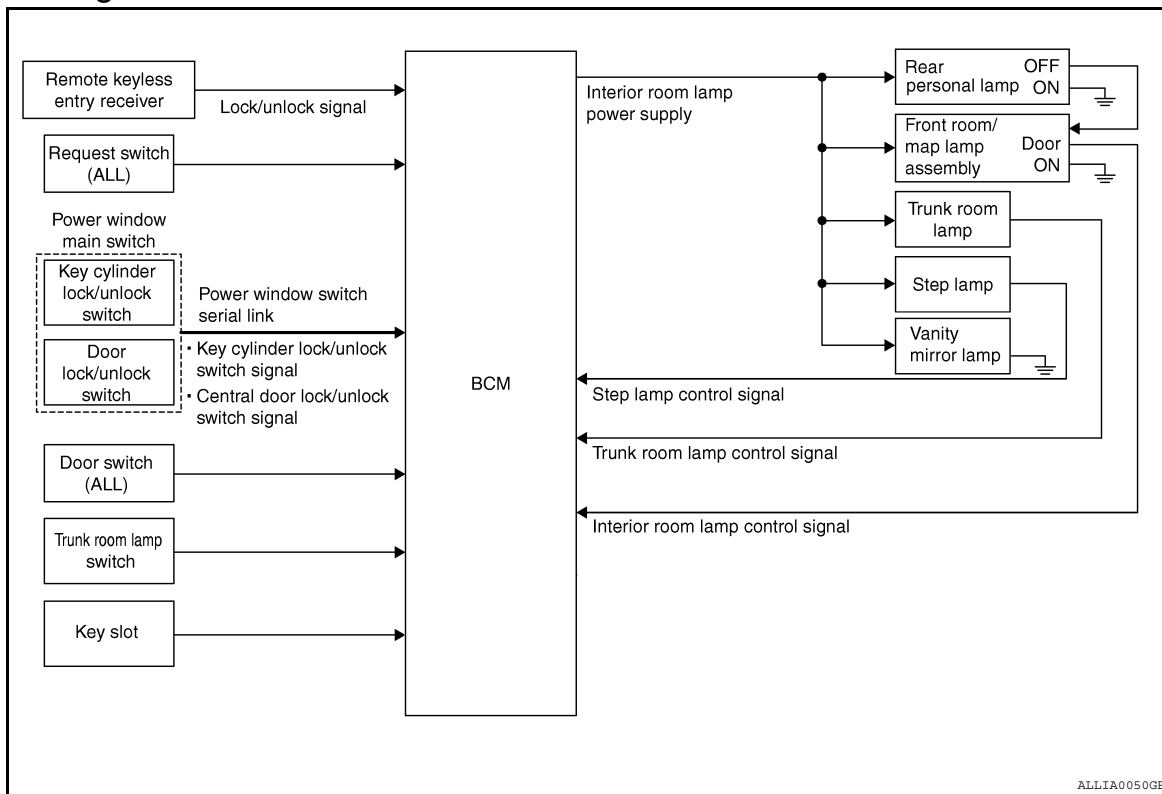 Remote keyless
entry receiver
Lock/unlock signal
Request switch
(ALL)
Power window
main switch
Key cylinder
lock/unlock
switch
Door
lock/unlock
switch
Power window switch
serial link
· Key cylinder lock/unlock
switch signal
· Central door lock/unlock
switch signal
Door switch
(ALL)
Trunk room lamp
switch
Key slot
BCM
Interior room lamp
power supply
Rear OFF
personal lamp ON
Front room/
map lamp Door
assembly ON
Trunk room
lamp
Step lamp
Vanity
mirror lamp
Step lamp control signal
Trunk room lamp control signal
Interior room lamp control signal